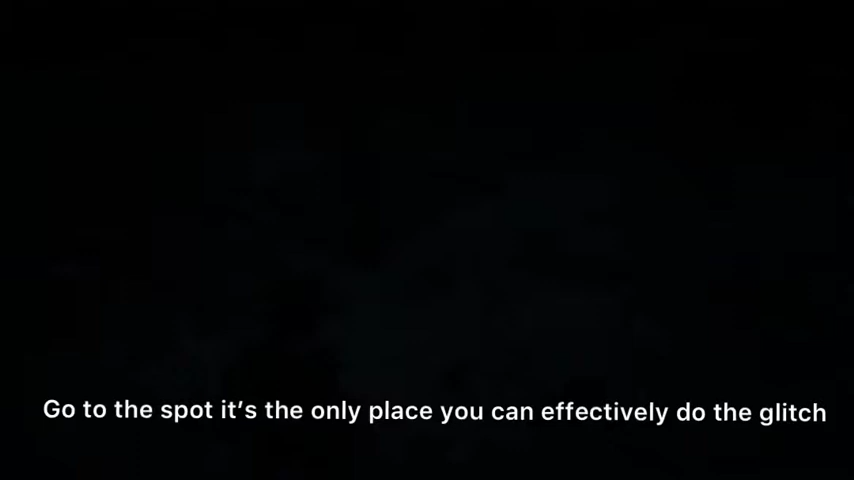 Go to the spot it’s the only place you can effectively do the glitch